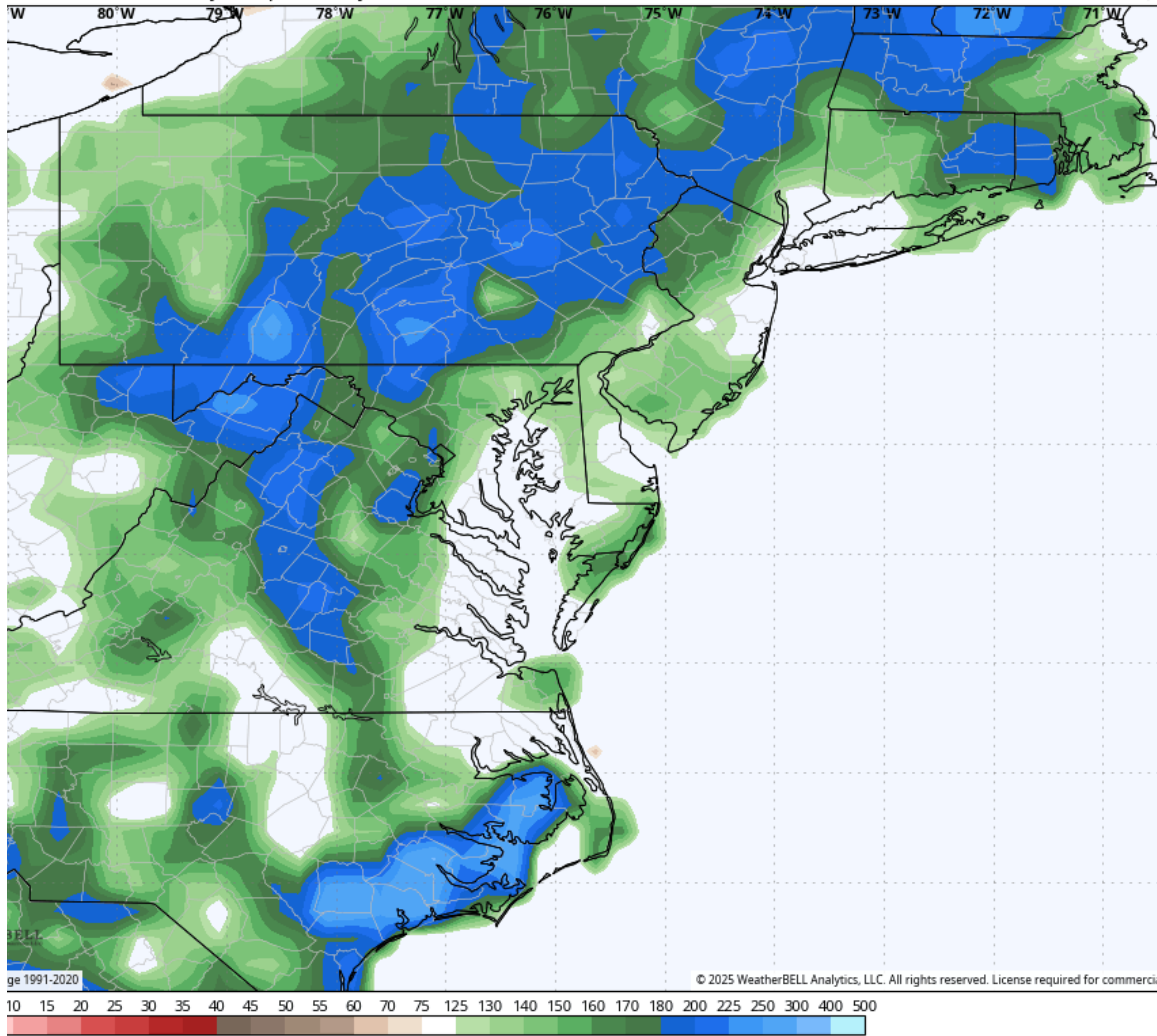 °W 80°W 79°W 78°W 77°W 76°W 75°W 74°W 73°W 72°W 71°W
BELL
ge 1991-2020
© 2025 WeatherBELL Analytics, LLC. All rights reserved. License required for commercia
10 15 20 25 30 35 40 45 50 55 60 70 75 125 130 140 150 160 170 180 200 225 250 300 400 500